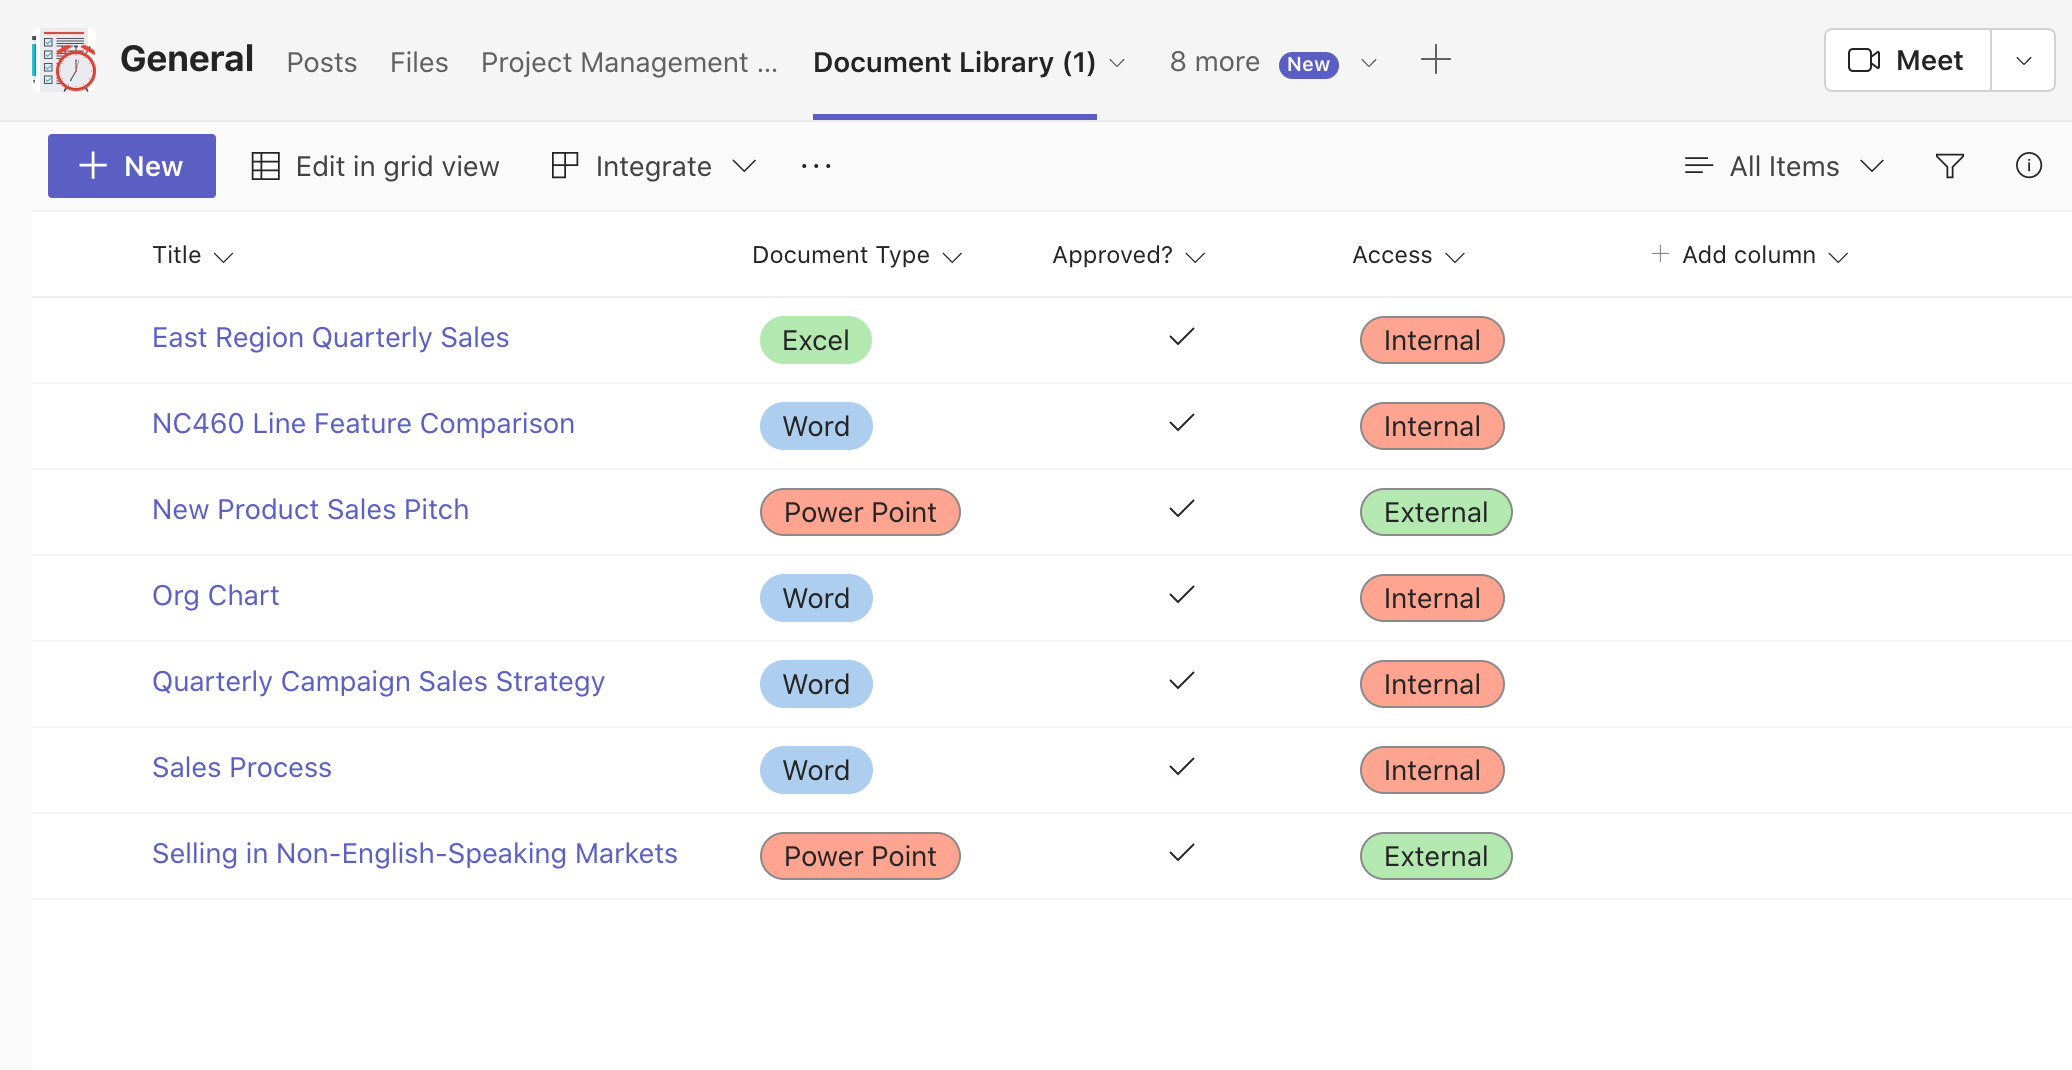 General Posts Files Project Management ... Document Library (1) 8 more New Meet
New Edit in grid view Integrate All Items
Title Document Type Approved? Access Add column
East Region Quarterly Sales Excel Internal
NC460 Line Feature Comparison Word Internal
New Product Sales Pitch Power Point External
Org Chart Word Internal
Quarterly Campaign Sales Strategy Word Internal
Sales Process Word Internal
Selling in Non-English-Speaking Markets Power Point External